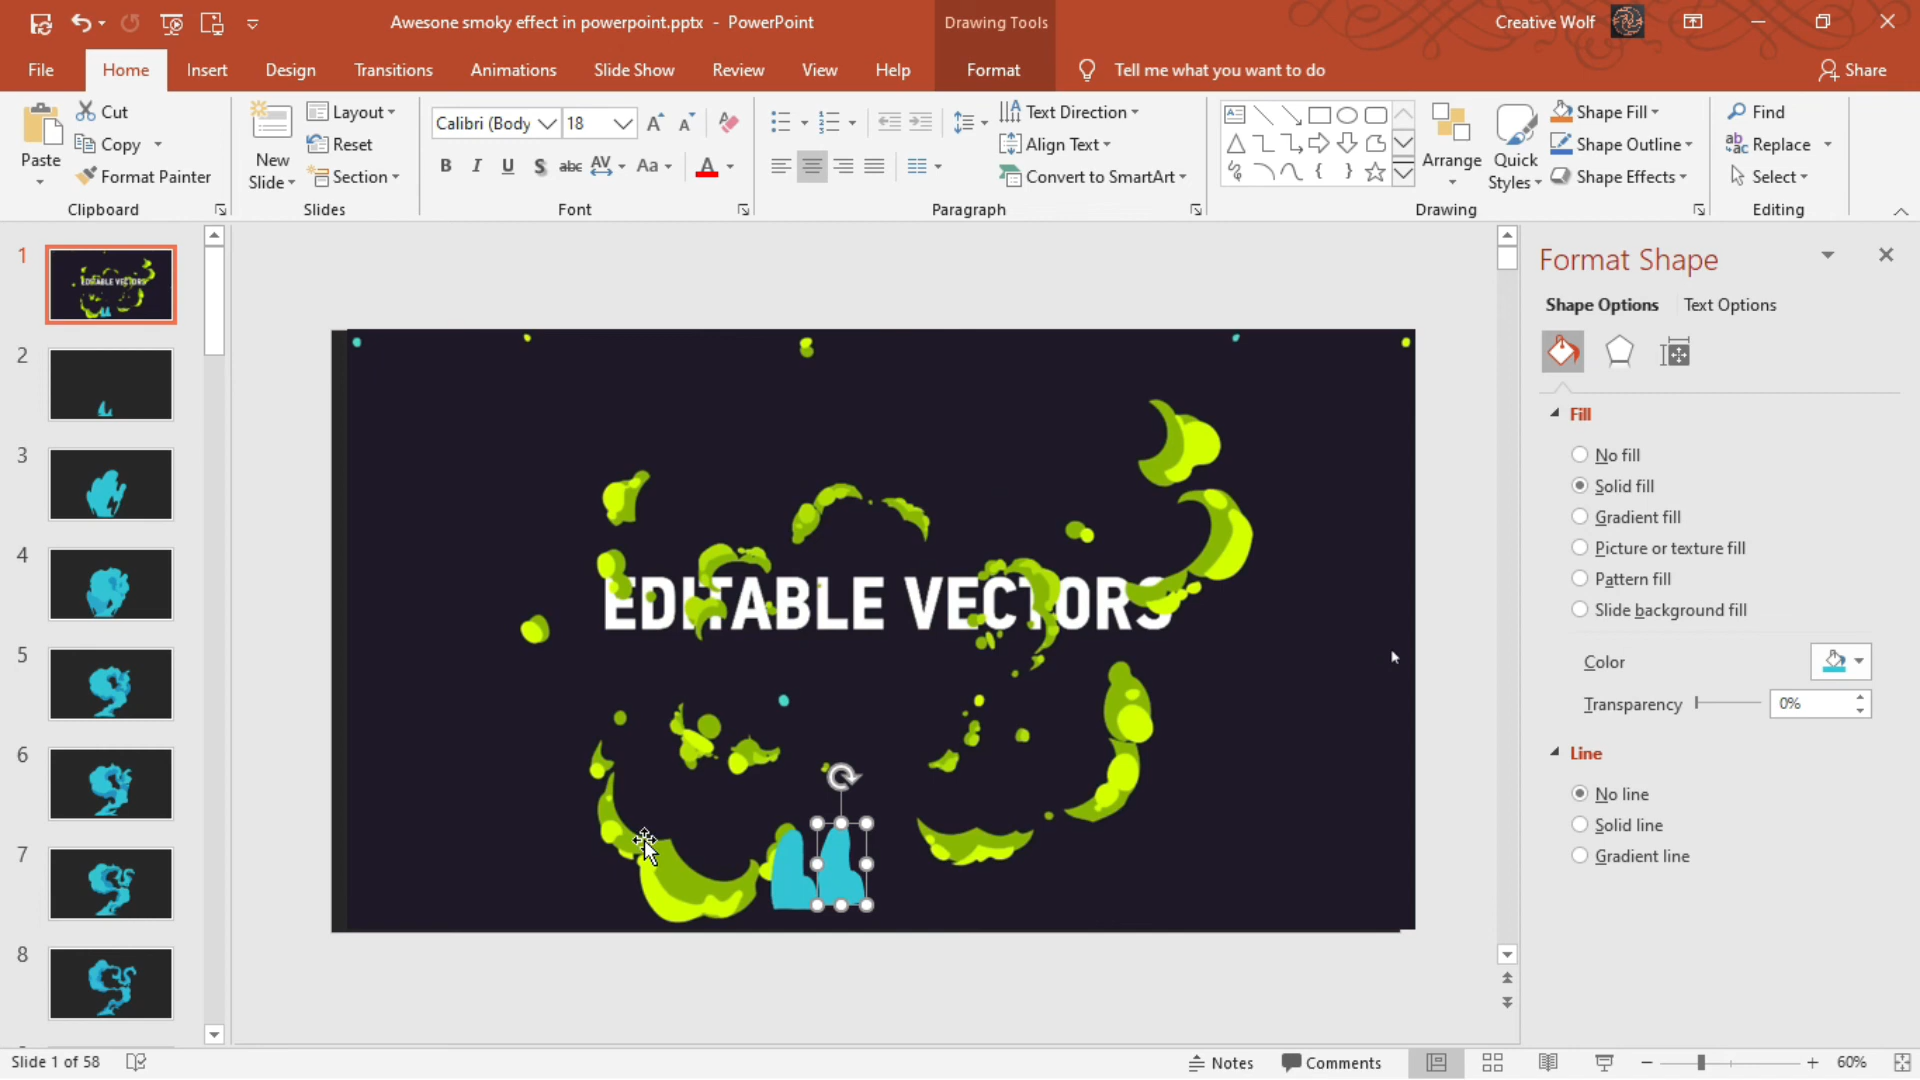 Awesone smoky effect in powerpoint.pptx - PowerPoint
Drawing Tools
Creative Wolf
File
Home
Insert
Design
Transitions
Animations
Slide Show
Review
View
Help
Format
Tell me what you want to do
Share
Paste
Cut
Copy
Format Painter
Clipboard
New
Slide
Layout
Reset
Section
Slides
Calibri (Body
18
B I U S abc AV Aa A
Font
Text Direction
Align Text
Convert to SmartArt
Paragraph
Arrange
Quick
Styles
Shape Fill
Shape Outline
Shape Effects
Drawing
Find
Replace
Select
Editing
1
EDITABLE VECTORS
2
3
4
5
6
7
8
EDITABLE VECTORS
Format Shape
Shape Options
Text Options
Fill
No fill
Solid fill
Gradient fill
Picture or texture fill
Pattern fill
Slide background fill
Color
Transparency
0%
Line
No line
Solid line
Gradient line
Slide 1 of 58
Notes
Comments
60%